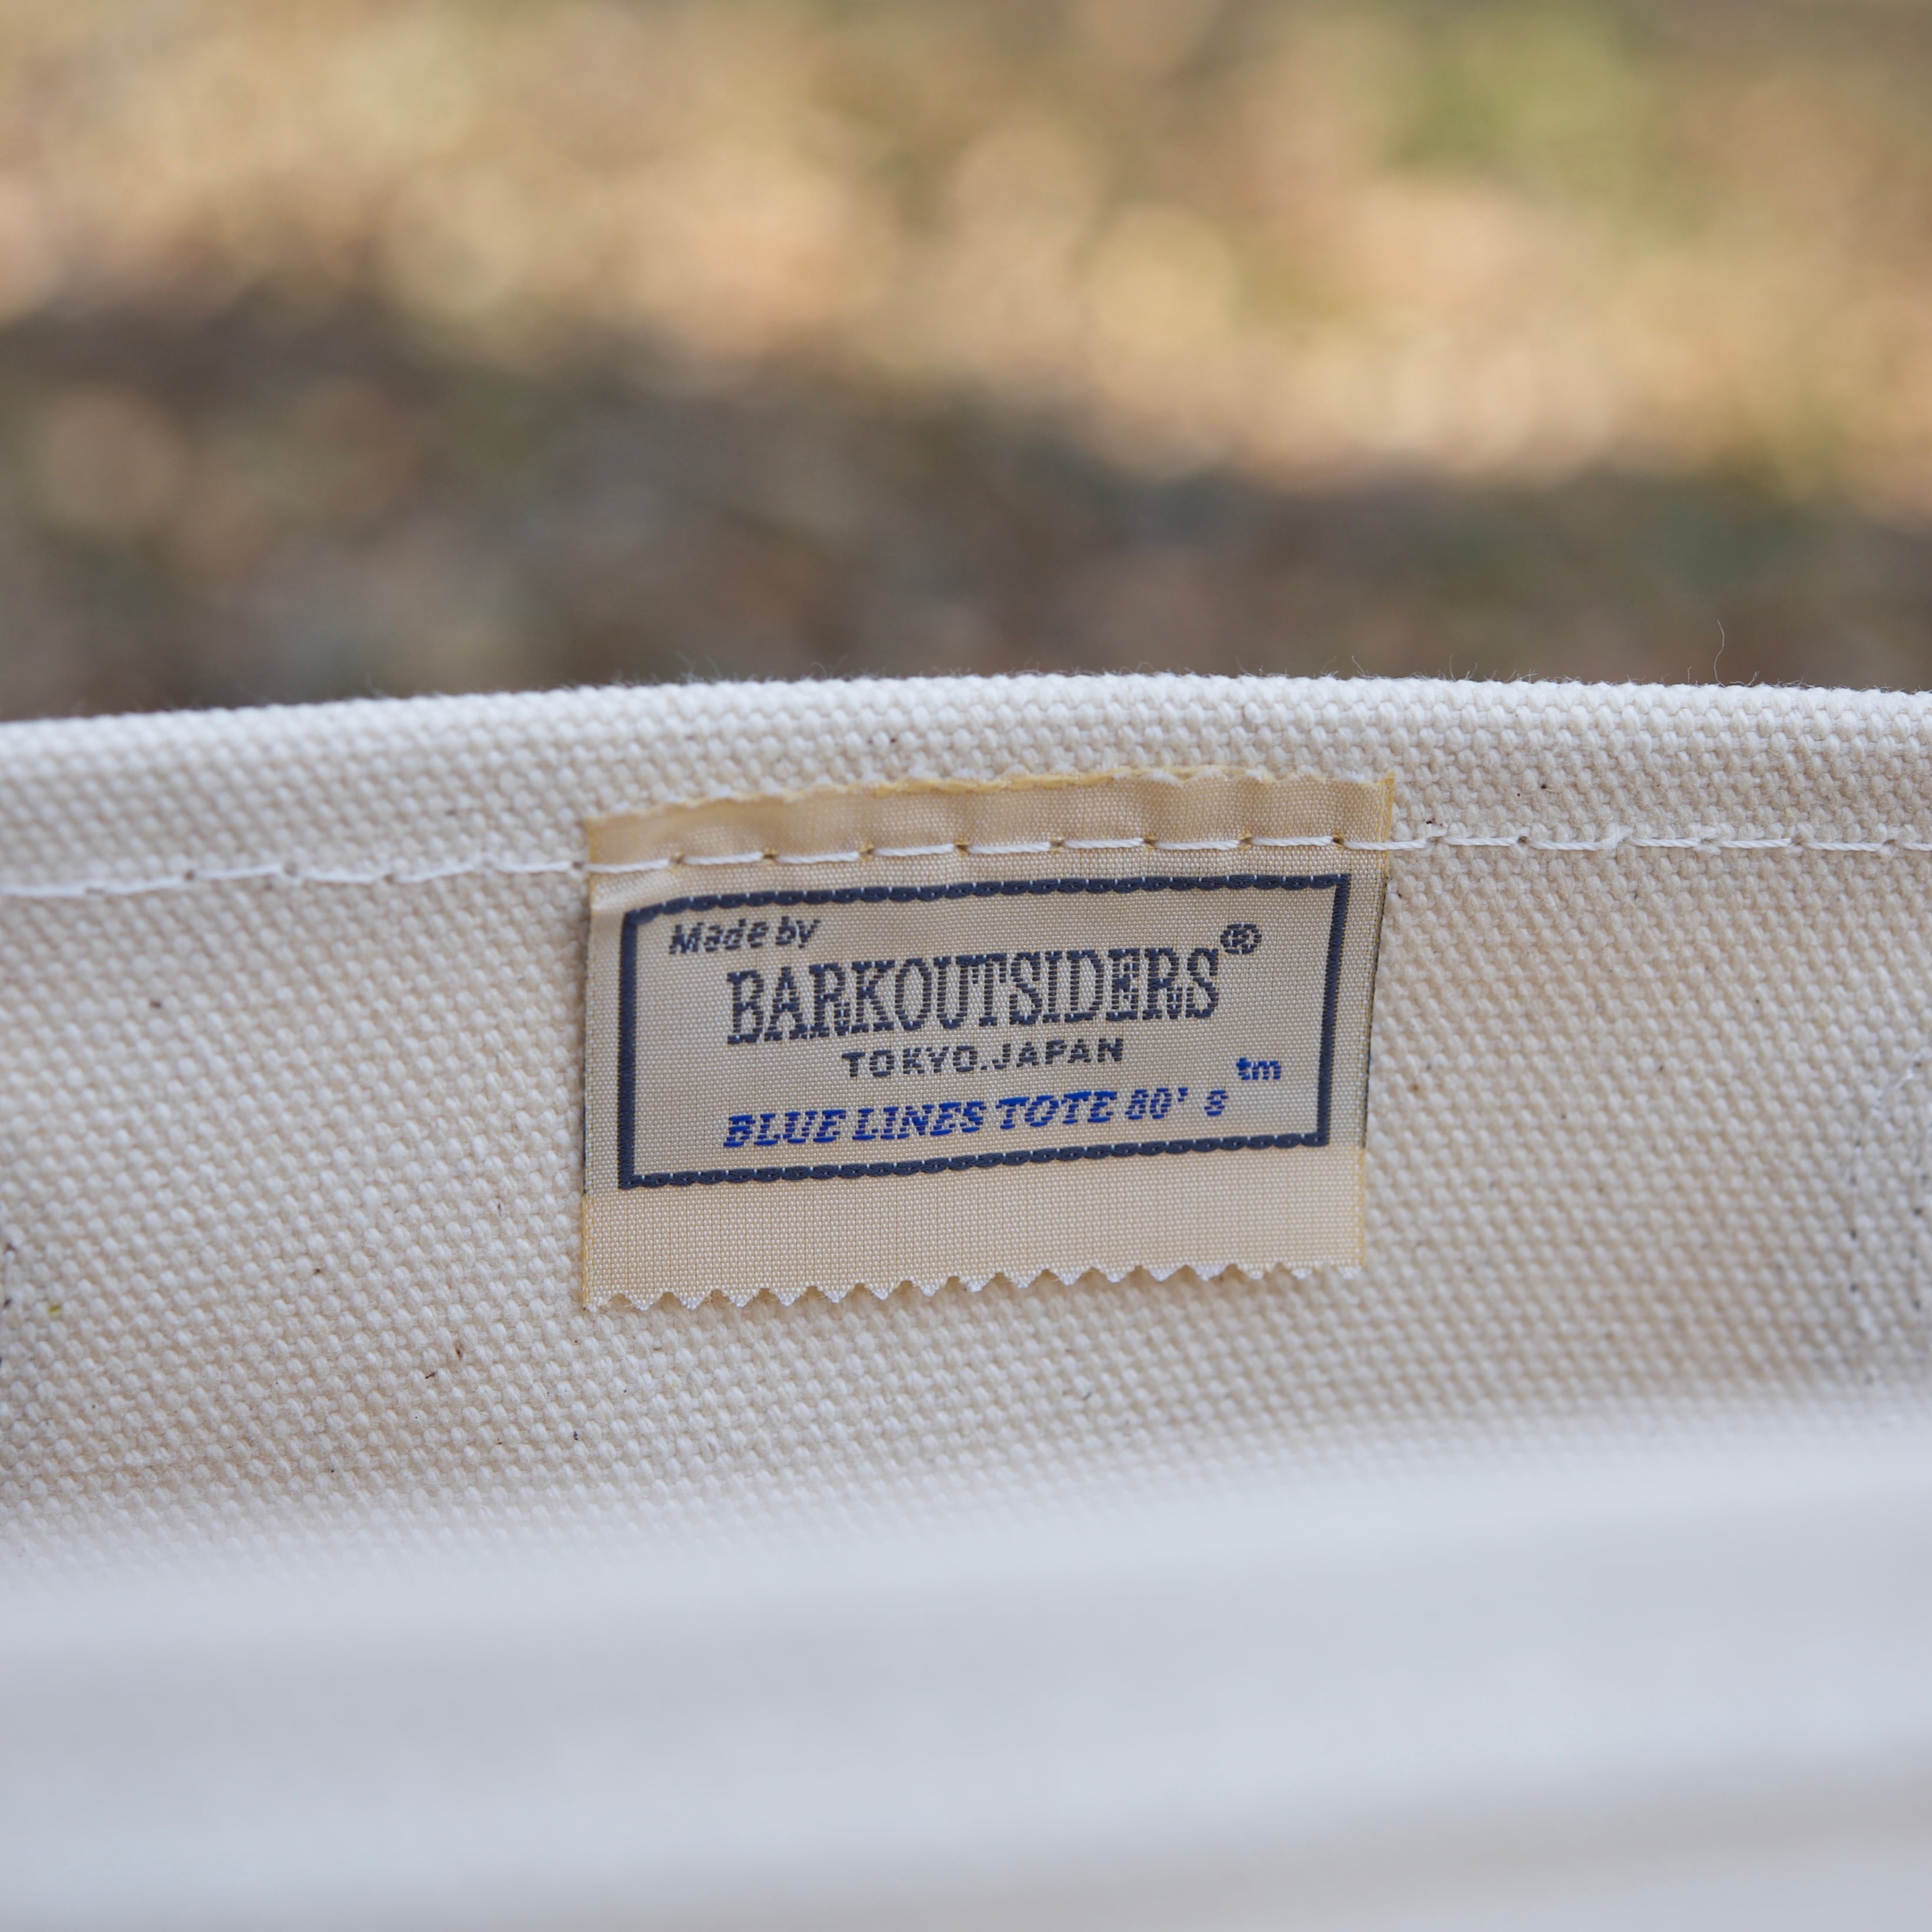 Made by
BARKOUTSIDERS®
TOKYO.JAPAN
BLUE LINES TOTE 80's tm